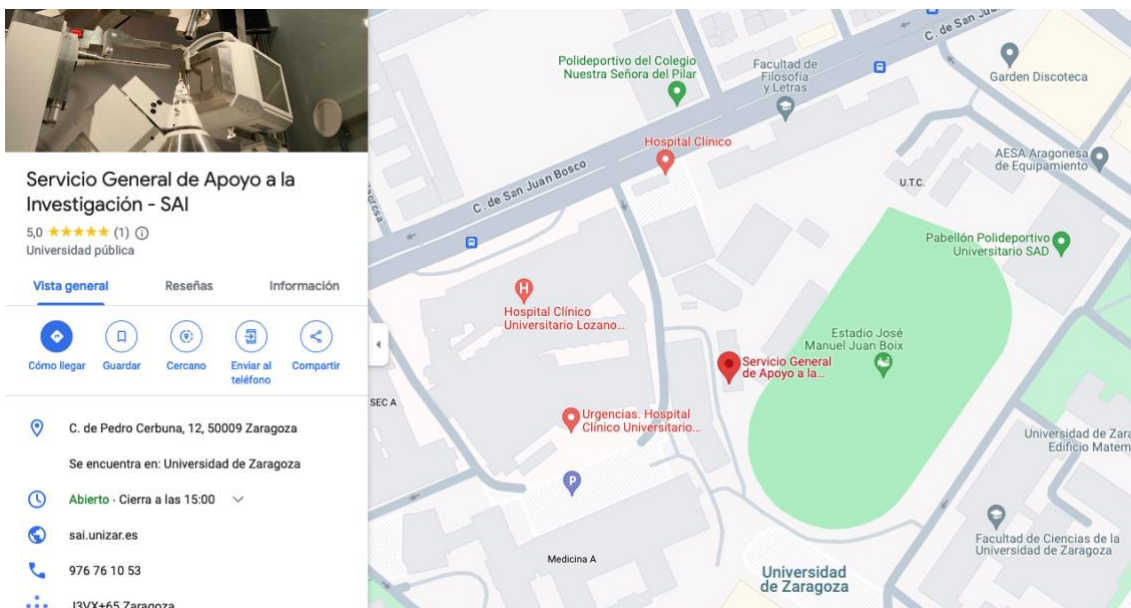 Servicio General de Apoyo a la
Investigación - SAI
5,0 ★★★★★ (1)
Universidad pública
Vista general
Reseñas
Información
Cómo llegar
Guardar
Cercano
Enviar al
teléfono
Compartir
C. de Pedro Cerbuna, 12, 50009 Zaragoza
Se encuentra en: Universidad de Zaragoza
Abierto · Cierra a las 15:00
sai.unizar.es
976 76 10 53
J3VX+65 Zaragoza
C. de San Juan
Polideportivo del Colegio
Nuestra Señora del Pilar
Facultad de
Filosofía
y Letras
Garden Discoteca
Hospital Clínico
AESA Aragonesa
de Equipamiento
C. de San Juan Bosco
U.T.C.
Pabellón Polideportivo
Universitario SAD
H
Hospital Clínico
Universitario Lozano...
Estadio José
Manuel Juan Boix
Servicio General
de Apoyo a la...
SEC A
Urgencias. Hospital
Clínico Universitario...
Universidad de Zara
Edificio Matem
P
Facultad de Ciencias de la
Universidad de Zaragoza
Medicina A
Universidad
de Zaragoza